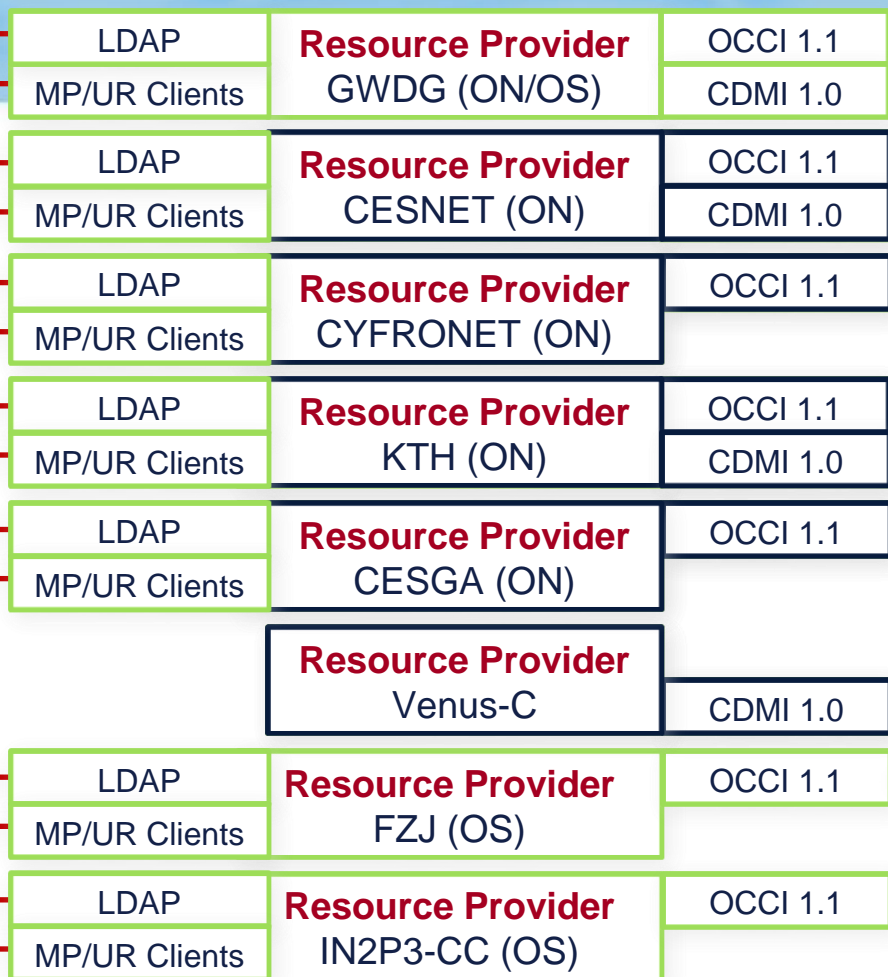 LDAP
Resource Provider
OCCI 1.1
MP/UR Clients
GWDG (ON/OS)
CDMI 1.0
LDAP
Resource Provider
OCCI 1.1
MP/UR Clients
CESNET (ON)
CDMI 1.0
LDAP
Resource Provider
OCCI 1.1
MP/UR Clients
CYFRONET (ON)
LDAP
Resource Provider
OCCI 1.1
MP/UR Clients
KTH (ON)
CDMI 1.0
LDAP
Resource Provider
OCCI 1.1
MP/UR Clients
CESGA (ON)
Resource Provider
Venus-C
CDMI 1.0
LDAP
Resource Provider
OCCI 1.1
MP/UR Clients
FZJ (OS)
LDAP
Resource Provider
OCCI 1.1
MP/UR Clients
IN2P3-CC (OS)